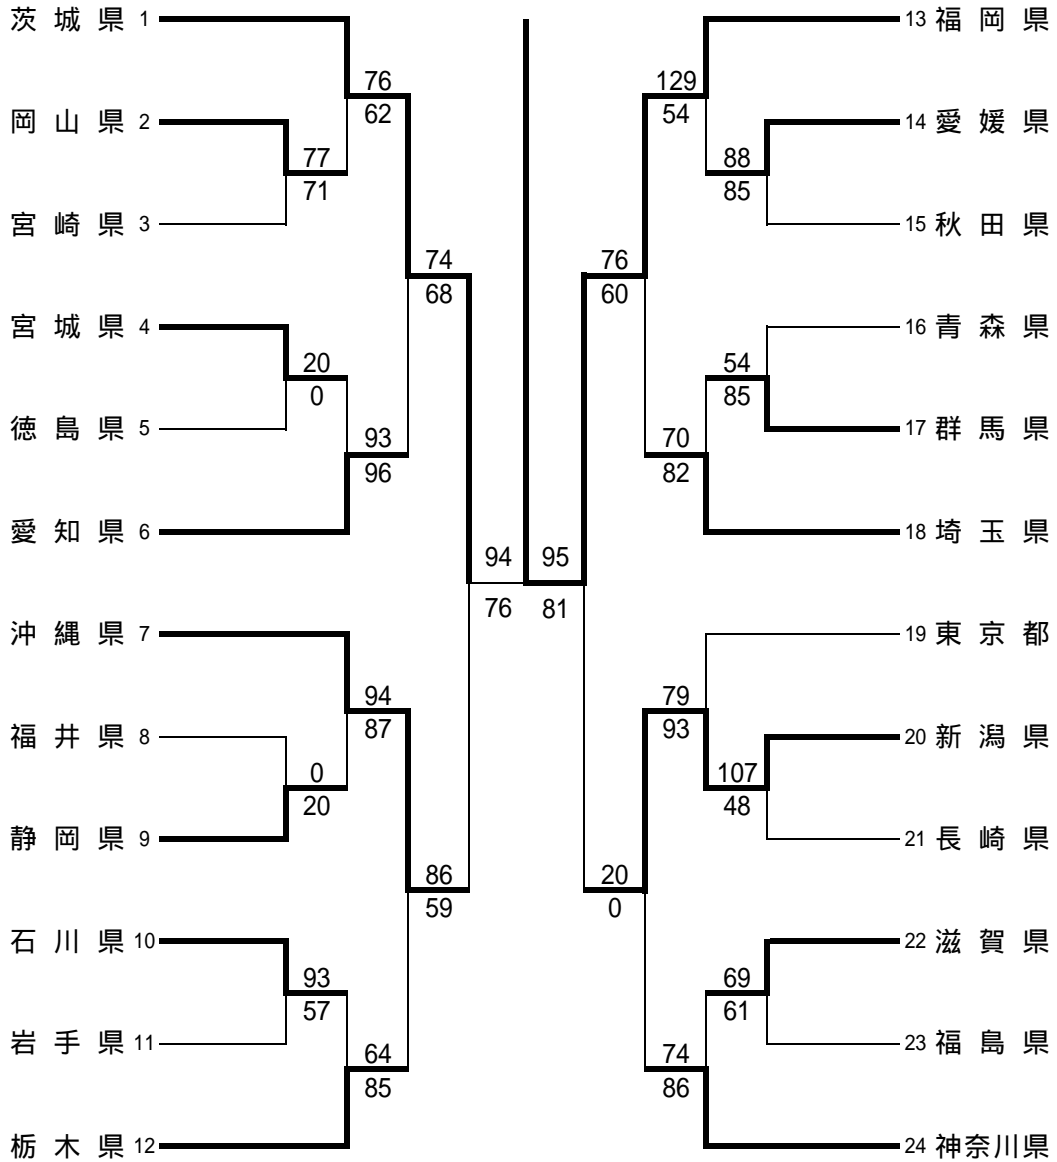 茨城県 1
76
62
岡山県 2
77
71
宮崎県 3
74
68
宮城県 4
20
0
徳島県 5
93
96
愛知県 6
94
76
沖縄県 7
94
87
福井県 8
0
20
静岡県 9
86
59
石川県 10
93
57
岩手県 11
64
85
栃木県 12
13 福岡県
129
54
14 愛媛県
88
85
15 秋田県
76
60
16 青森県
54
85
17 群馬県
70
82
18 埼玉県
95
81
19 東京都
79
93
20 新潟県
107
48
21 長崎県
20
0
22 滋賀県
69
61
23 福島県
74
86
24 神奈川県